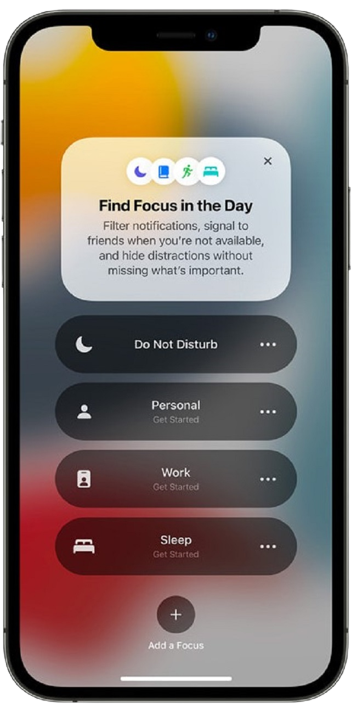 Find Focus in the Day
Filter notifications, signal to
friends when you're not available,
and hide distractions without
missing what's important.
Do Not Disturb
Personal
Get Started
Work
Get Started
Sleep
Get Started
Add a Focus